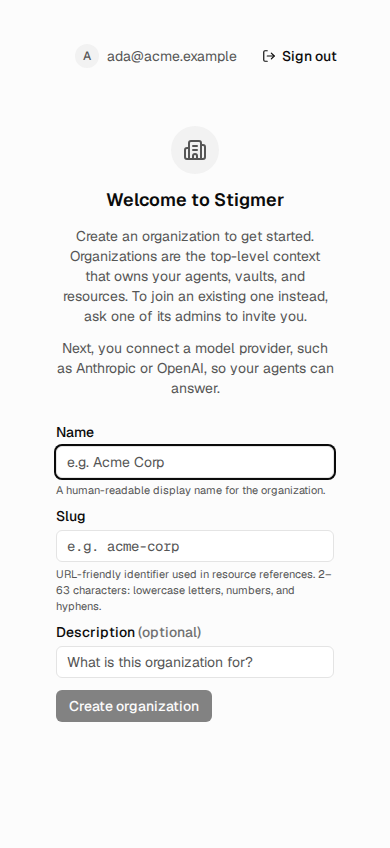 A ada@acme.example Sign out
Welcome to Stigmer
Create an organization to get started.
Organizations are the top-level context
that owns your agents, vaults, and
resources. To join an existing one instead,
ask one of its admins to invite you.
Next, you connect a model provider, such
as Anthropic or OpenAI, so your agents can
answer.
Name
e.g. Acme Corp
A human-readable display name for the organization.
Slug
e.g. acme-corp
URL-friendly identifier used in resource references. 2–
63 characters: lowercase letters, numbers, and
hyphens.
Description (optional)
What is this organization for?
Create organization